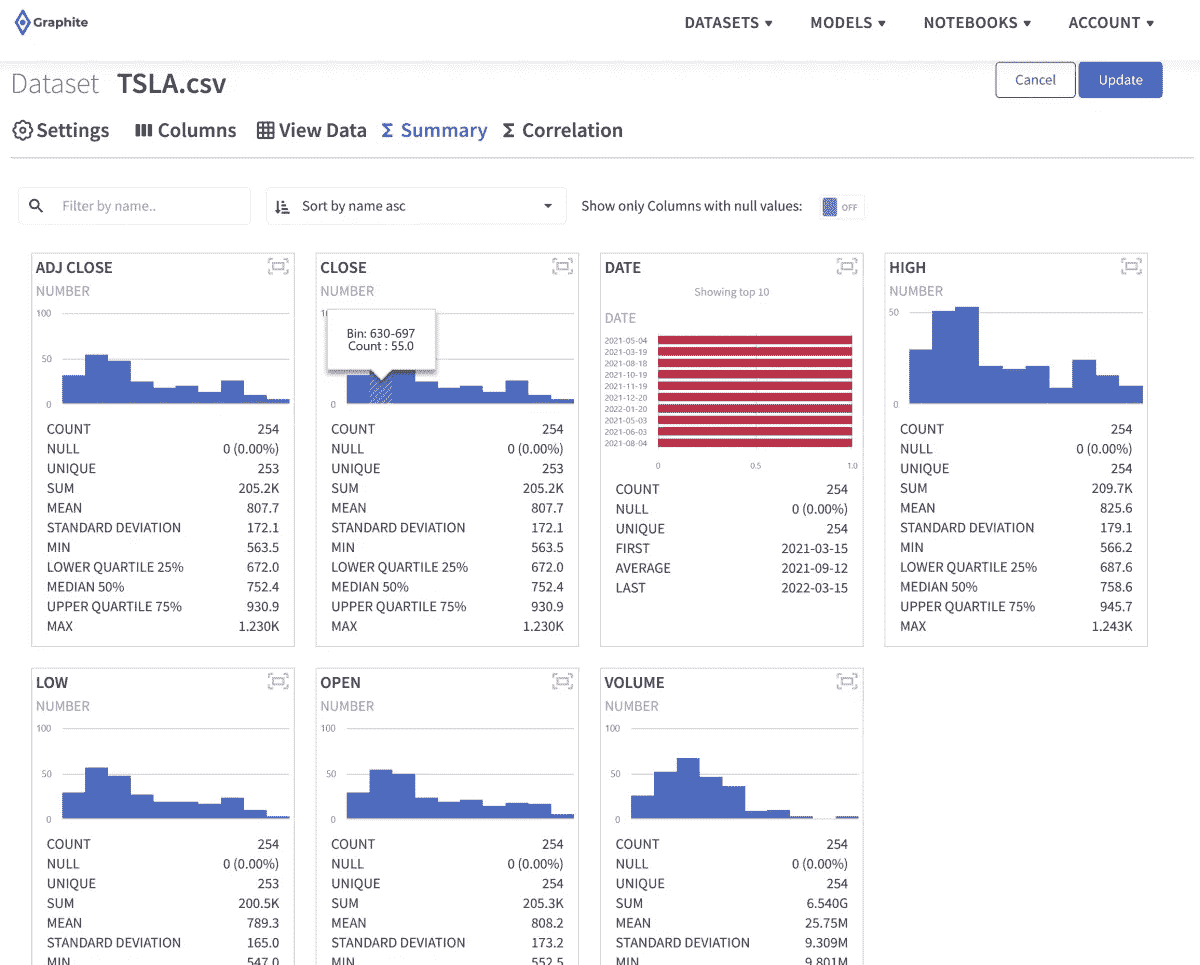 Graphite
DATASETS ▾ MODELS ▾ NOTEBOOKS ▾ ACCOUNT ▾
Dataset TSLA.csv
Cancel Update
Settings Columns View Data Σ Summary Σ Correlation
Filter by name.. Sort by name asc Show only Columns with null values: OFF
ADJ CLOSE
NUMBER
100
50
0
COUNT 254
NULL 0 (0.00%)
UNIQUE 253
SUM 205.2K
MEAN 807.7
STANDARD DEVIATION 172.1
MIN 563.5
LOWER QUARTILE 25% 672.0
MEDIAN 50% 752.4
UPPER QUARTILE 75% 930.9
MAX 1.230K
CLOSE
NUMBER
Bin: 630-697
Count : 55.0
0
COUNT 254
NULL 0 (0.00%)
UNIQUE 253
SUM 205.2K
MEAN 807.7
STANDARD DEVIATION 172.1
MIN 563.5
LOWER QUARTILE 25% 672.0
MEDIAN 50% 752.4
UPPER QUARTILE 75% 930.9
MAX 1.230K
DATE
Showing top 10
DATE
2021-05-04
2021-03-19
2021-08-18
2021-10-19
2021-11-19
2021-12-20
2022-01-20
2021-05-03
2021-06-03
2021-08-04
0 0.5 1.0
COUNT 254
NULL 0 (0.00%)
UNIQUE 254
FIRST 2021-03-15
AVERAGE 2021-09-12
LAST 2022-03-15
HIGH
NUMBER
50
0
COUNT 254
NULL 0 (0.00%)
UNIQUE 254
SUM 209.7K
MEAN 825.6
STANDARD DEVIATION 179.1
MIN 566.2
LOWER QUARTILE 25% 687.6
MEDIAN 50% 758.6
UPPER QUARTILE 75% 945.7
MAX 1.243K
LOW
NUMBER
100
50
0
COUNT 254
NULL 0 (0.00%)
UNIQUE 253
SUM 200.5K
MEAN 789.3
STANDARD DEVIATION 165.0
MIN 547.0
OPEN
NUMBER
100
50
0
COUNT 254
NULL 0 (0.00%)
UNIQUE 254
SUM 205.3K
MEAN 808.2
STANDARD DEVIATION 173.2
MIN 552.5
VOLUME
NUMBER
100
50
0
COUNT 254
NULL 0 (0.00%)
UNIQUE 254
SUM 6.540G
MEAN 25.75M
STANDARD DEVIATION 9.309M
MIN 9.801M